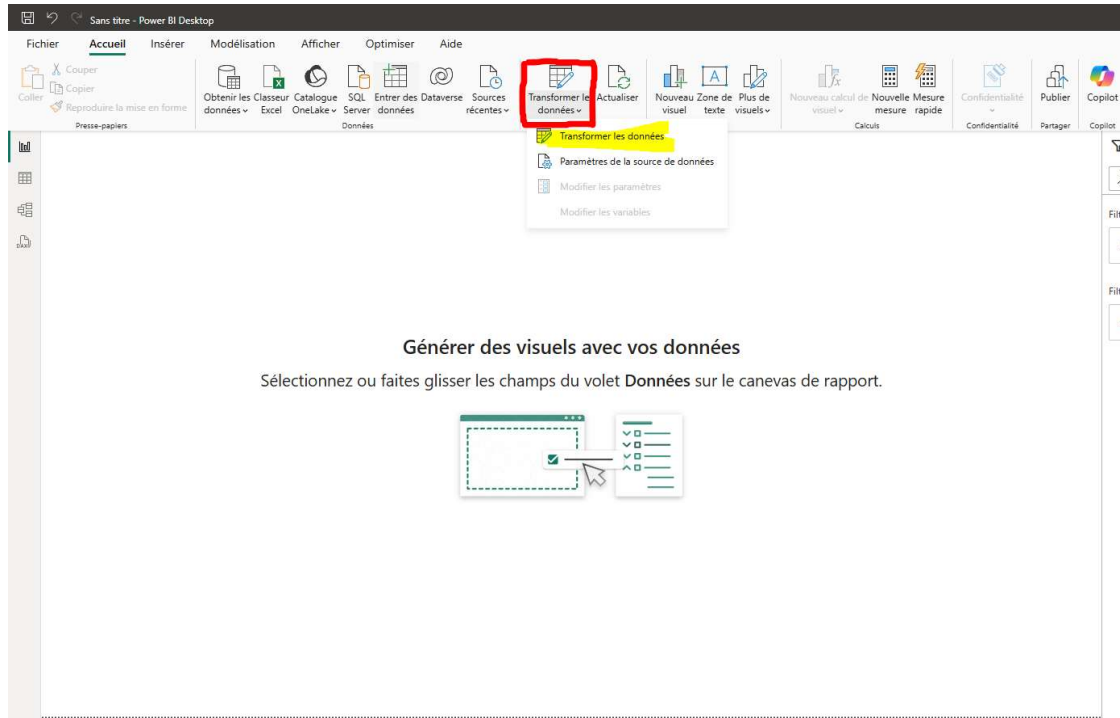 Sans titre - Power BI Desktop
Fichier Accueil Insérer Modélisation Afficher Optimiser Aide
Coller
Couper
Copier
Reproduire la mise en forme
Presse-papiers
Obtenir les données
Classeur Excel
Catalogue OneLake
SQL Server
Entrer des données
Dataverse
Sources récentes
Données
Transformer les données
Actualiser
Nouveau visuel
Zone de texte
Plus de visuels
Nouveau calcul de visuel
Nouvelle mesure
Mesure rapide
Calculs
Confidentialité
Confidentialité
Publier
Partager
Copilot
Copilot
Transformer les données
Paramètres de la source de données
Modifier les paramètres
Modifier les variables
Filt
Filt
Générer des visuels avec vos données
Sélectionnez ou faites glisser les champs du volet Données sur le canevas de rapport.